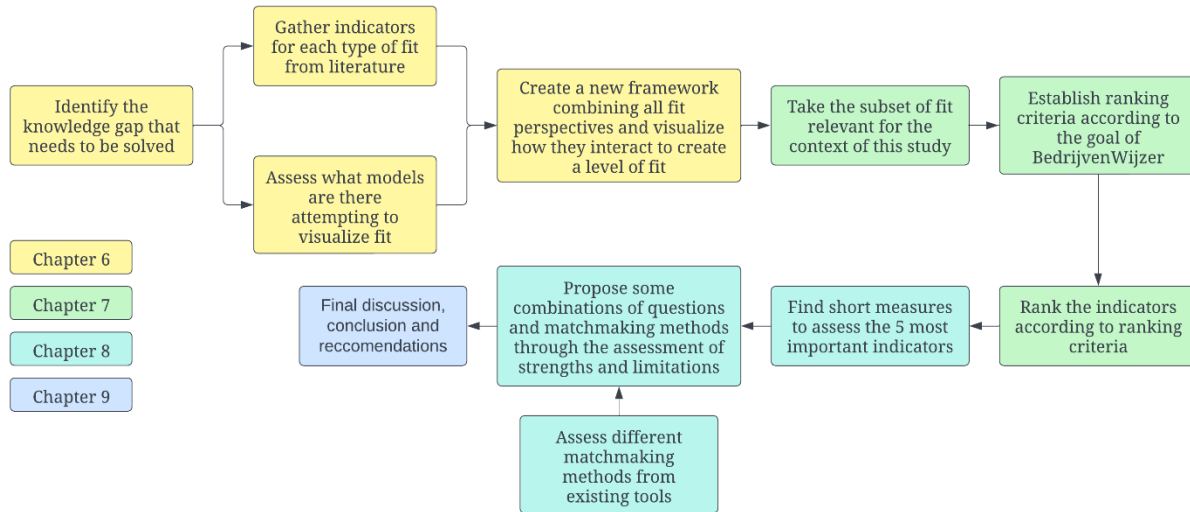 Identify the
knowledge gap that
needs to be solved
Gather indicators
for each type of fit
from literature
Assess what models
are there
attempting to
visualize fit
Create a new framework
combining all fit
perspectives and visualize
how they interact to create
a level of fit
Take the subset of fit
relevant for the
context of this study
Establish ranking
criteria according to
the goal of
BedrijvenWijzer
Rank the indicators
according to ranking
criteria
Find short measures
to assess the 5 most
important indicators
Propose some
combinations of questions
and matchmaking methods
through the assessment of
strengths and limitations
Assess different
matchmaking
methods from
existing tools
Final discussion,
conclusion and
reccomendations
Chapter 6
Chapter 7
Chapter 8
Chapter 9